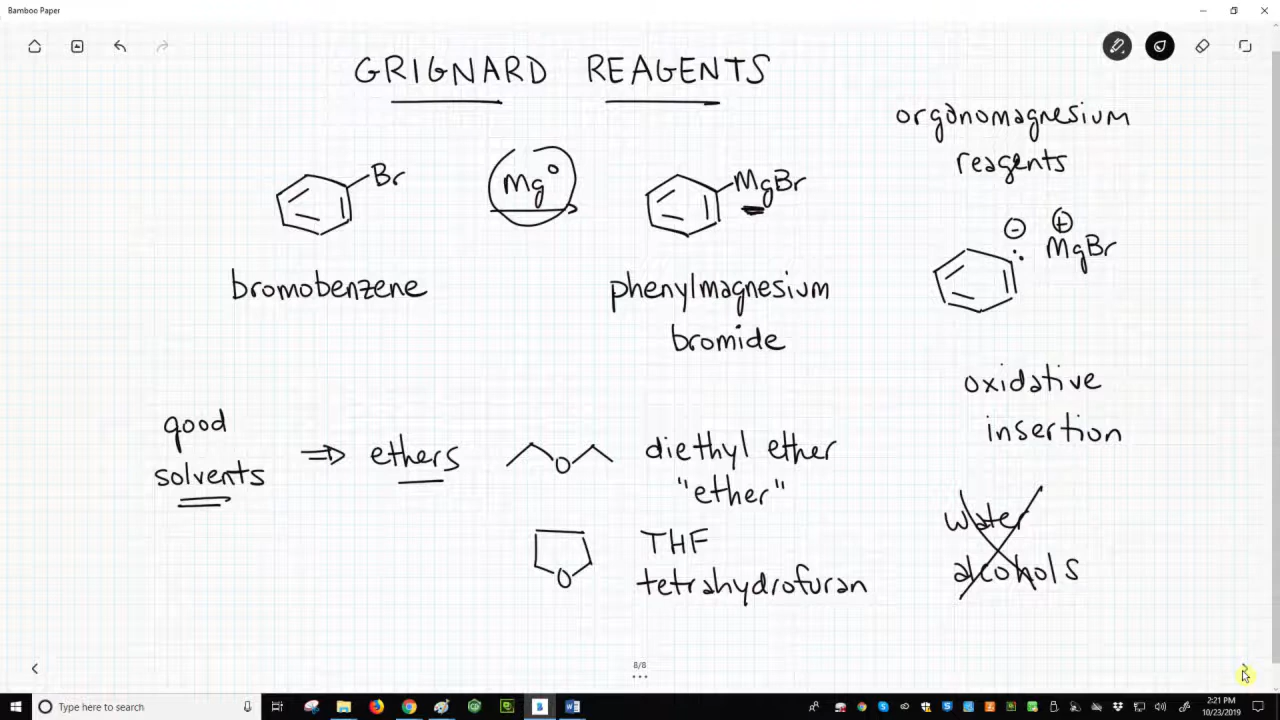 Bamboo Paper
GRIGNARD REAGENTS
organomagnesium
reagents
Br
Mg⁰
MgBr
⊖ ⊕
MgBr
bromobenzene
phenylmagnesium
bromide
oxidative
insertion
good
solvents
⇒ ethers
O
diethyl ether
"ether"
THF
tetrahydrofuran
O
water
alcohols
8/8
Type here to search
2:21 PM
10/23/2019